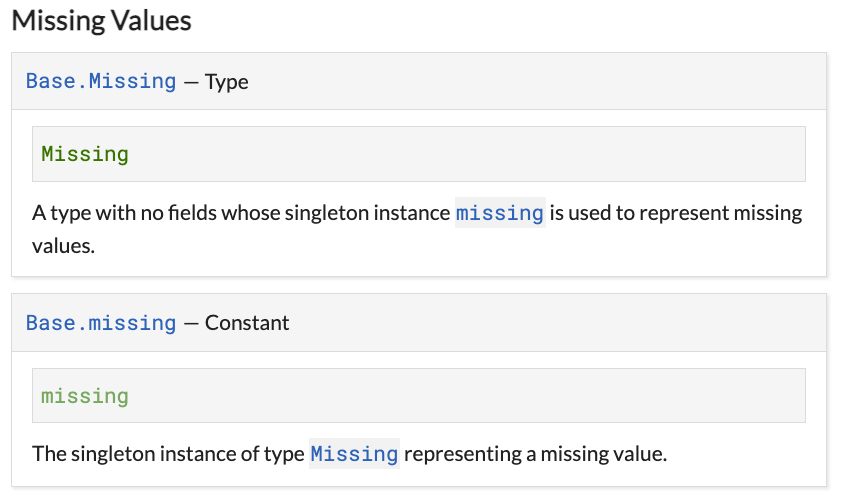 Missing Values
Base.Missing — Type
Missing
A type with no fields whose singleton instance missing is used to represent missing
values.
Base.missing — Constant
missing
The singleton instance of type Missing representing a missing value.